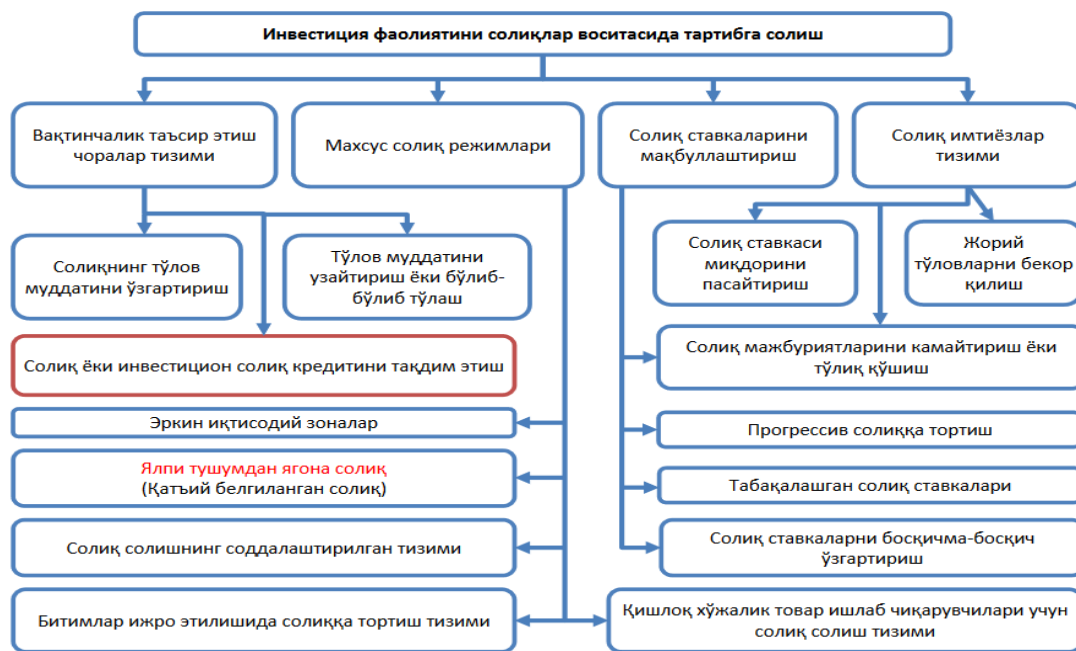 Инвестиция фаолиятини солиқлар воситасида тартибга солиш
Вақтинчалик таъсир этиш
чоралар тизими
Махсус солиқ режимлари
Солиқ ставкаларини
мақбуллаштириш
Солиқ имтиёзлар
тизими
Солиқнинг тўлов
муддатини ўзгартириш
Тўлов муддатини
узайтириш ёки бўлиб-
бўлиб тўлаш
Солиқ ставкаси
миқдорини
пасайтириш
Жорий
тўловларни бекор
қилиш
Солиқ ёки инвестицион солиқ кредитини тақдим этиш
Солиқ мажбуриятларини камайтириш ёки
тўлиқ қўшиш
Эркин иқтисодий зоналар
Прогрессив солиққа тортиш
Ялпи тушумдан ягона солиқ
(Қатъий белгиланган солиқ)
Табақалашган солиқ ставкалари
Солиқ солишнинг соддалаштирилган тизими
Солиқ ставкаларни босқичма-босқич
ўзгартириш
Битимлар ижро этилишида солиққа тортиш тизими
Қишлоқ хўжалик товар ишлаб чиқарувчилари учун
солиқ солиш тизими